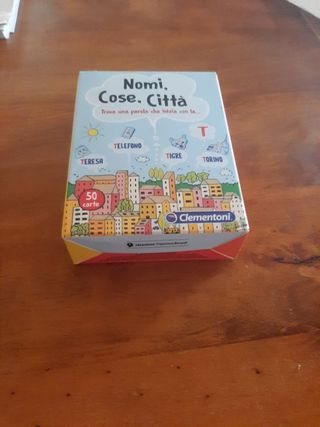 Nomi,
Cose, Città
Trova una parola che inizia con la...
T
TELEFONO
TERESA
TIGRE
TORINO
50
carte
Clementoni